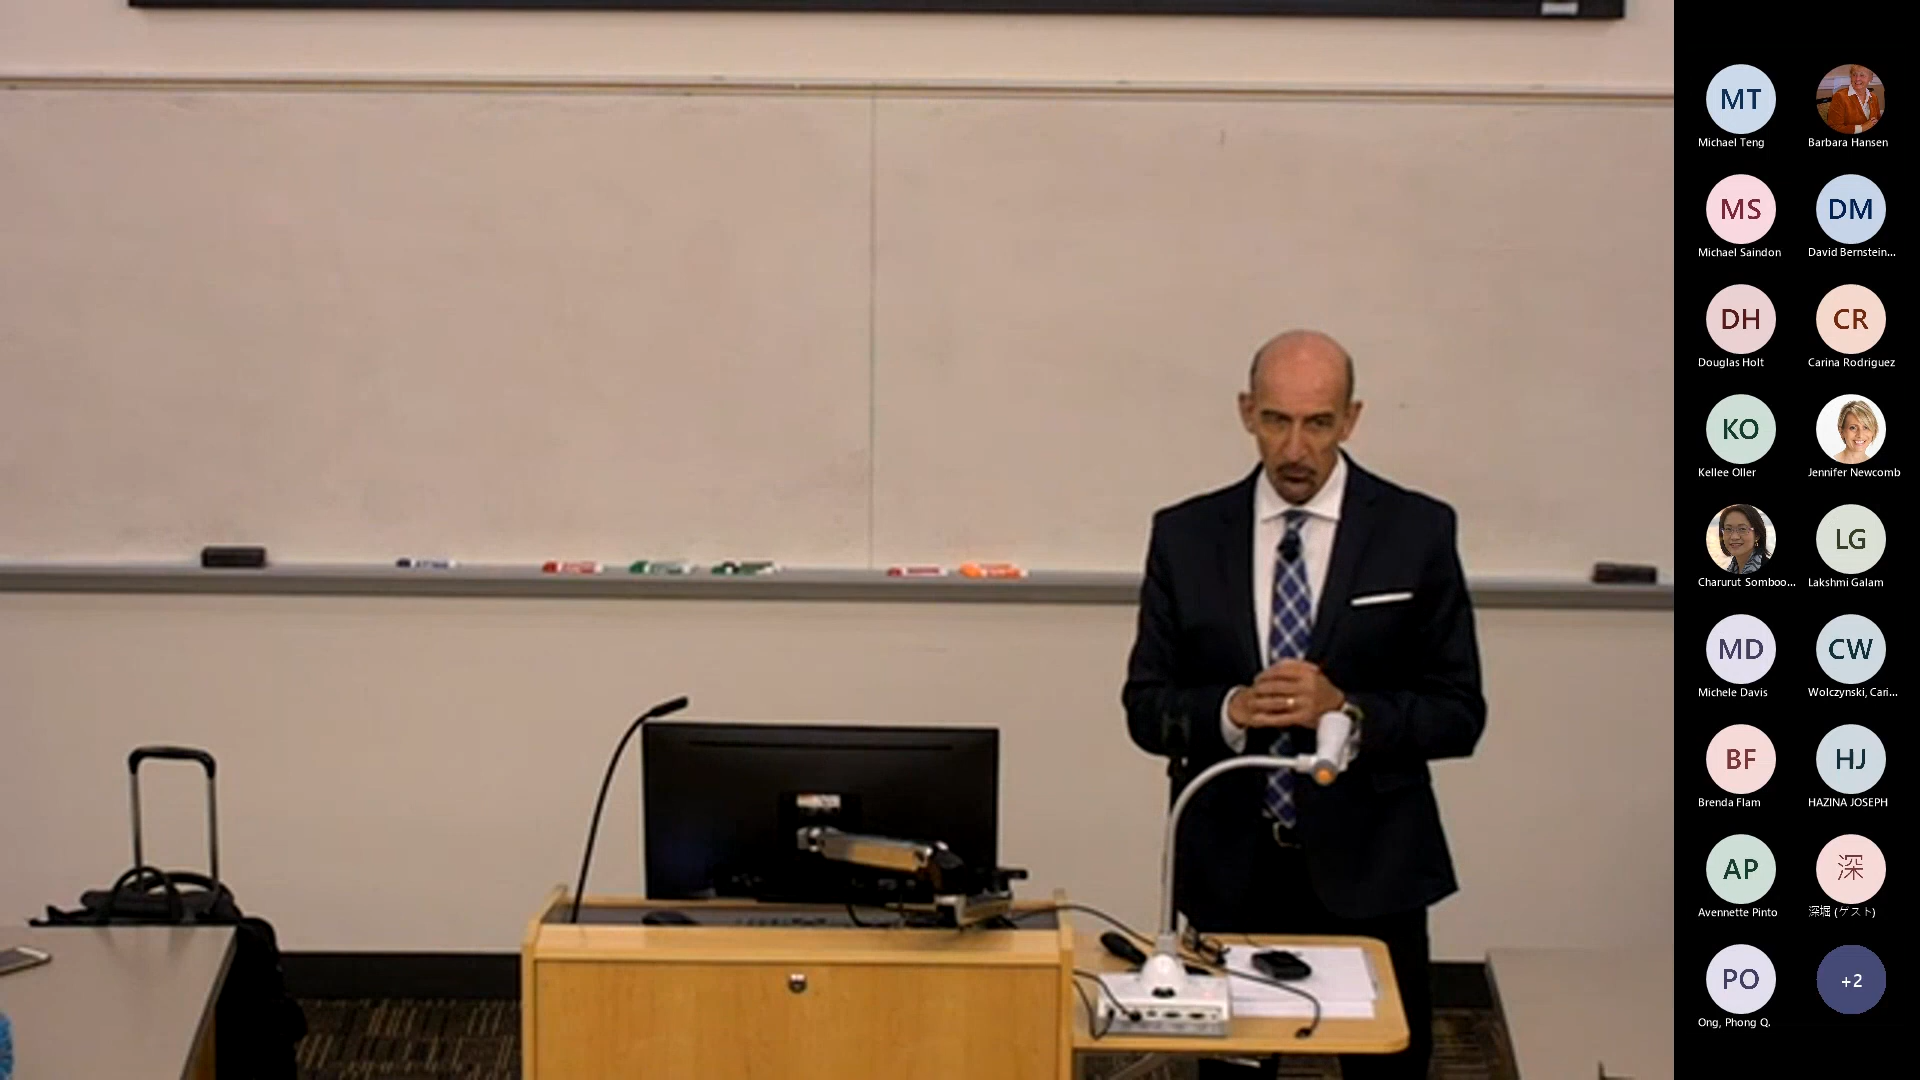 MT
Michael Teng
Barbara Hansen
MS
Michael Saindon
DM
David Bernstein...
DH
Douglas Holt
CR
Carina Rodriguez
KO
Kellee Oller
Jennifer Newcomb
Charurut Somboo...
LG
Lakshmi Galam
MD
Michele Davis
CW
Wolczynski, Cari...
BF
Brenda Flam
HJ
HAZINA JOSEPH
AP
Avennette Pinto
深
深堀 (ゲスト)
PO
Ong, Phong Q.
+2